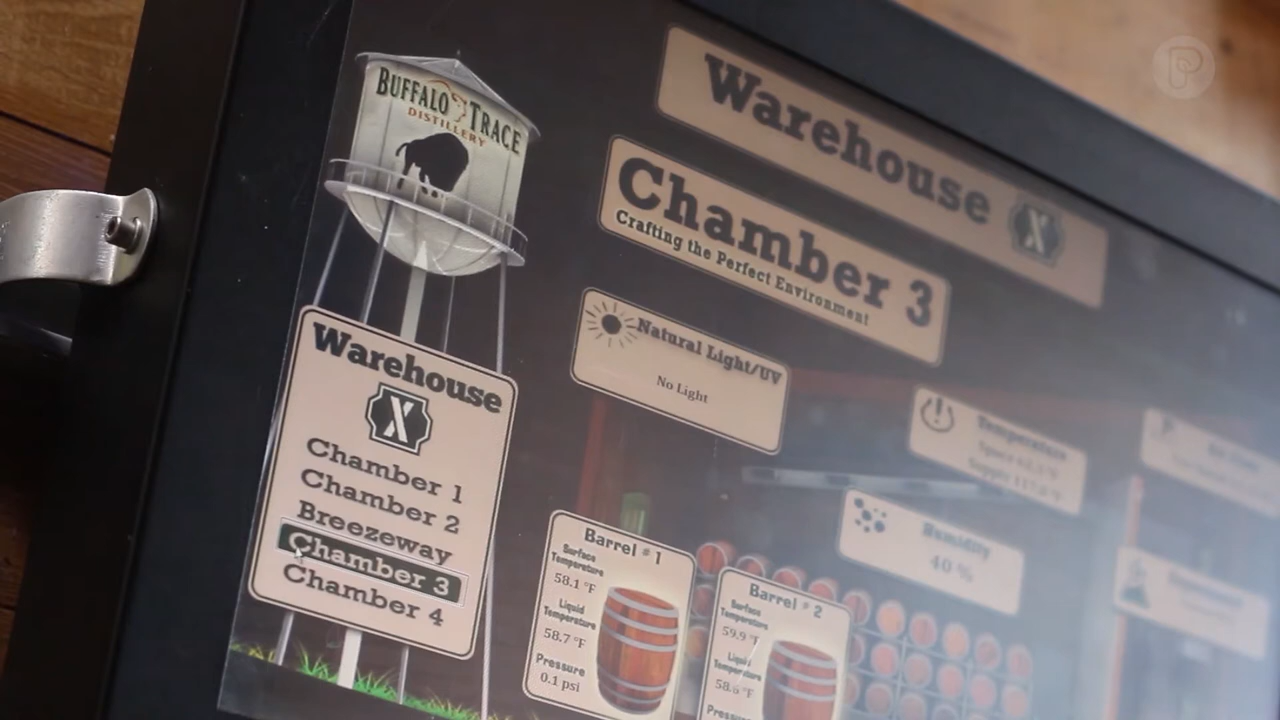 BUFFALO TRACE
DISTILLERY
Warehouse X
Chamber 3
Crafting the Perfect Environment
Natural Light/UV
No Light
Warehouse
X
Chamber 1
Chamber 2
Breezeway
Chamber 3
Chamber 4
Temperature
Humidity
40 %
Barrel # 1
Surface
Temperature
58.1 °F
Liquid
Temperature
58.7 °F
Pressure
0.1 psi
Barrel # 2
Surface
Temperature
59.9 °F
Liquid
Temperature
Pressure
P